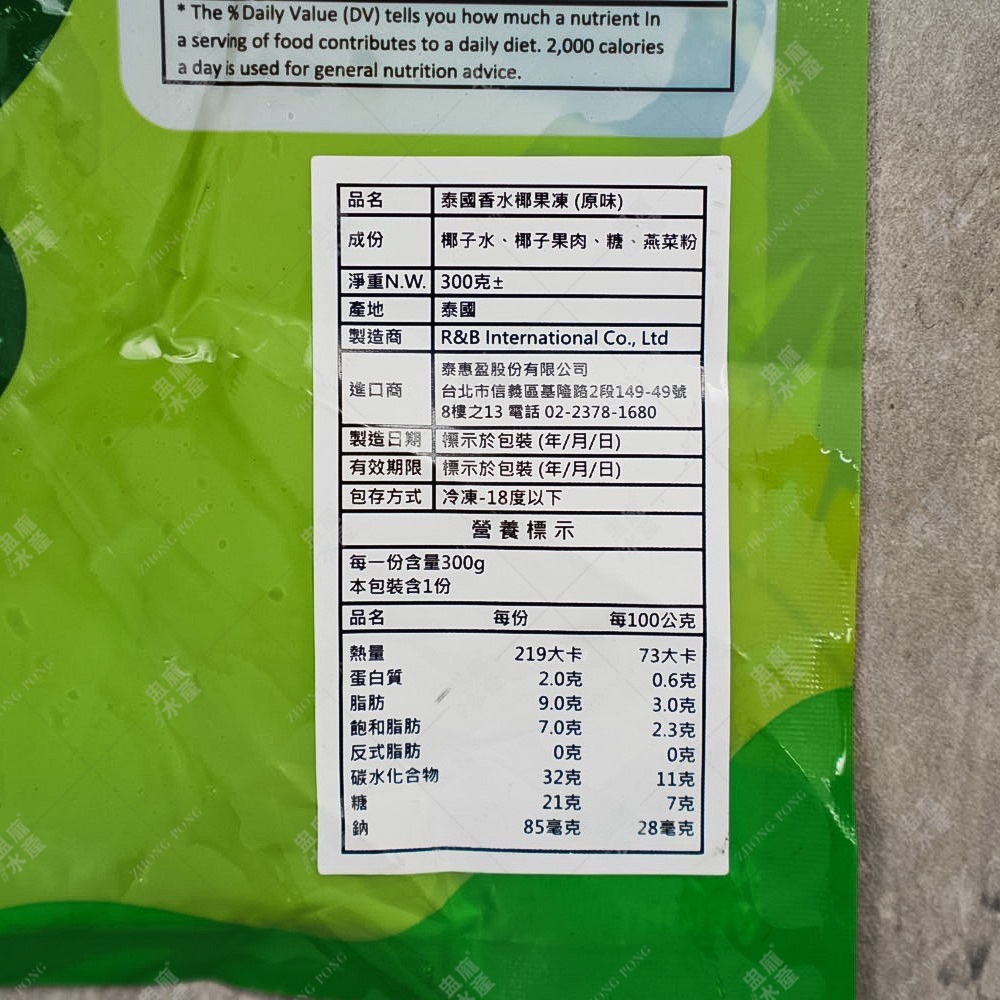 * The % Daily Value (DV) tells you how much a nutrient In
a serving of food contributes to a daily diet. 2,000 calories
a day is used for general nutrition advice.
品名 泰國香水椰果凍 (原味)
成份 椰子水、椰子果肉、糖、燕菜粉
淨重N.W. 300克±
產地 泰國
製造商 R&B International Co., Ltd
進口商 泰惠盈股份有限公司
台北市信義區基隆路2段149-49號
8樓之13 電話 02-2378-1680
製造日期 標示於包裝 (年/月/日)
有效期限 標示於包裝 (年/月/日)
包存方式 冷凍-18度以下
營養標示
每一份含量300g
本包裝含1份
品名 每份 每100公克
熱量 219大卡 73大卡
蛋白質 2.0克 0.6克
脂肪 9.0克 3.0克
飽和脂肪 7.0克 2.3克
反式脂肪 0克 0克
碳水化合物 32克 11克
糖 21克 7克
鈉 85毫克 28毫克
ZHONG PONG